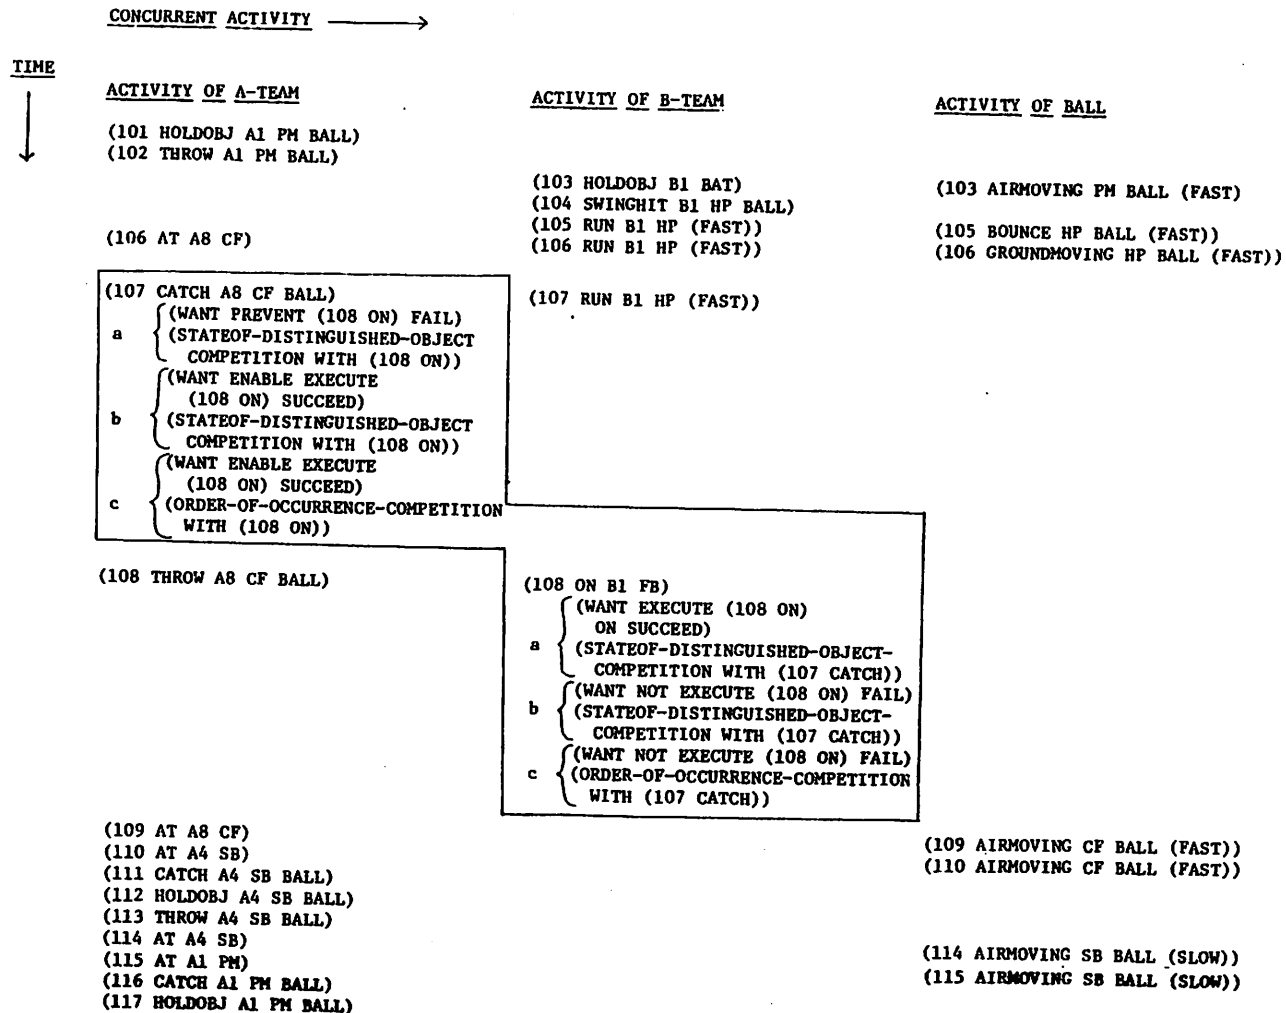 CONCURRENT ACTIVITY
TIME
ACTIVITY OF A-TEAM
(101 HOLDOBJ A1 PM BALL)
(102 THROW A1 PM BALL)
(106 AT A8 CF)
(107 CATCH A8 CF BALL)
a
(WANT PREVENT (108 ON) FAIL)
(STATEOF-DISTINGUISHED-OBJECT
COMPETITION WITH (108 ON))
b
(WANT ENABLE EXECUTE
(108 ON) SUCCEED)
(STATEOF-DISTINGUISHED-OBJECT
COMPETITION WITH (108 ON))
c
(WANT ENABLE EXECUTE
(108 ON) SUCCEED)
(ORDER-OF-OCCURRENCE-COMPETITION
WITH (108 ON))
(108 THROW A8 CF BALL)
(109 AT A8 CF)
(110 AT A4 SB)
(111 CATCH A4 SB BALL)
(112 HOLDOBJ A4 SB BALL)
(113 THROW A4 SB BALL)
(114 AT A4 SB)
(115 AT A1 PM)
(116 CATCH A1 PM BALL)
(117 HOLDOBJ A1 PM BALL)
ACTIVITY OF B-TEAM
(103 HOLDOBJ B1 BAT)
(104 SWINGHIT B1 HP BALL)
(105 RUN B1 HP (FAST))
(106 RUN B1 HP (FAST))
(107 RUN B1 HP (FAST))
(108 ON B1 FB)
a
(WANT EXECUTE (108 ON)
ON SUCCEED)
(STATEOF-DISTINGUISHED-OBJECT-
COMPETITION WITH (107 CATCH))
b
(WANT NOT EXECUTE (108 ON) FAIL)
(STATEOF-DISTINGUISHED-OBJECT-
COMPETITION WITH (107 CATCH))
c
(WANT NOT EXECUTE (108 ON) FAIL)
(ORDER-OF-OCCURRENCE-COMPETITION
WITH (107 CATCH))
ACTIVITY OF BALL
(103 AIRMOVING PM BALL (FAST)
(105 BOUNCE HP BALL (FAST))
(106 GROUNDMOVING HP BALL (FAST))
(109 AIRMOVING CF BALL (FAST))
(110 AIRMOVING CF BALL (FAST))
(114 AIRMOVING SB BALL (SLOW))
(115 AIRMOVING SB BALL (SLOW))